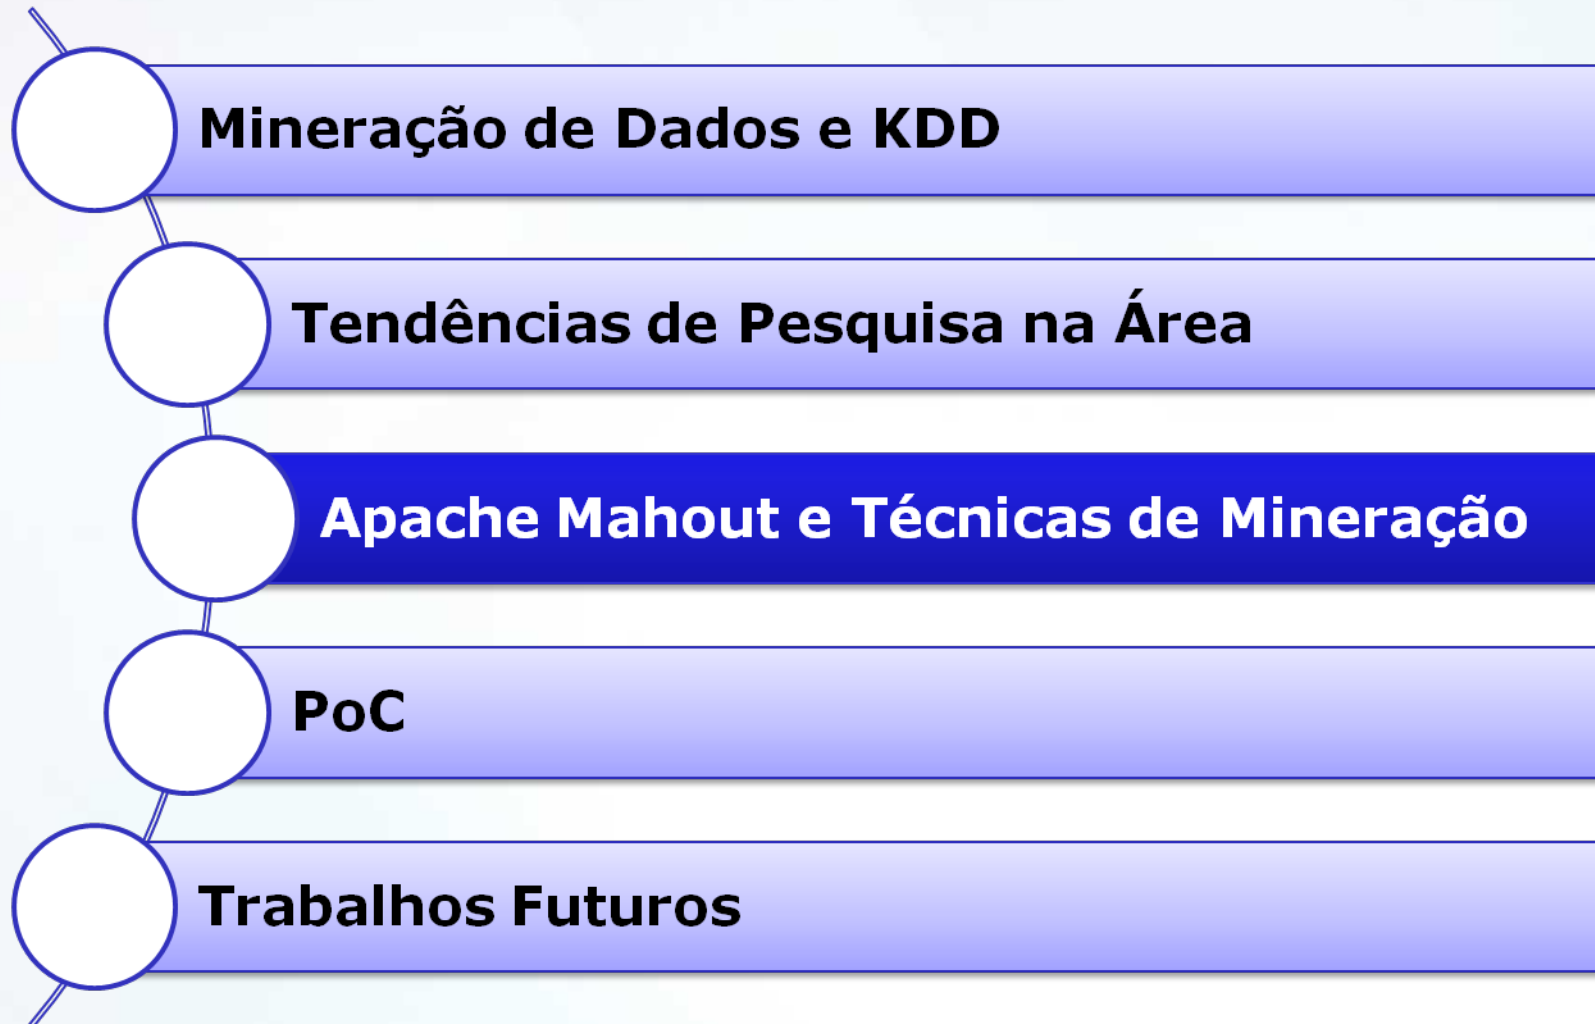 Mineração de Dados e KDD
Tendências de Pesquisa na Área
Apache Mahout e Técnicas de Mineração
PoC
Trabalhos Futuros